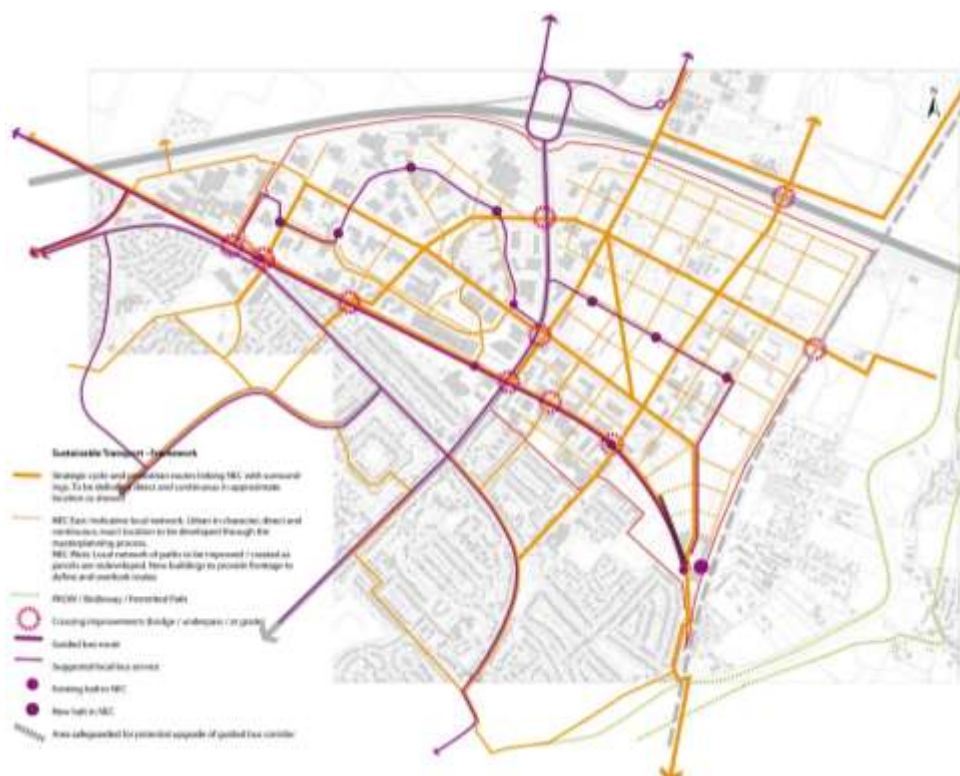 N
Sustainable Transport - Framework
Strategic cycle and pedestrian routes linking NEC with surround
ings. To be delivered direct and continuous in approximate
location as shown
NEC East: Indicative local network. Urban in character, direct and
continuous, exact location to be developed through the
masterplanning process.
NEC West: Local network of paths to be improved / created as
parcels are redeveloped. New buildings to provide frontage to
define and overlook routes
PROW / Bridleway / Permitted Path
Crossing improvements (bridge / underpass / at grade)
Guided bus route
Suggested local bus service
Existing halt in NEC
New halt in NEC
Area safeguarded for potential upgrade of guided bus corridor